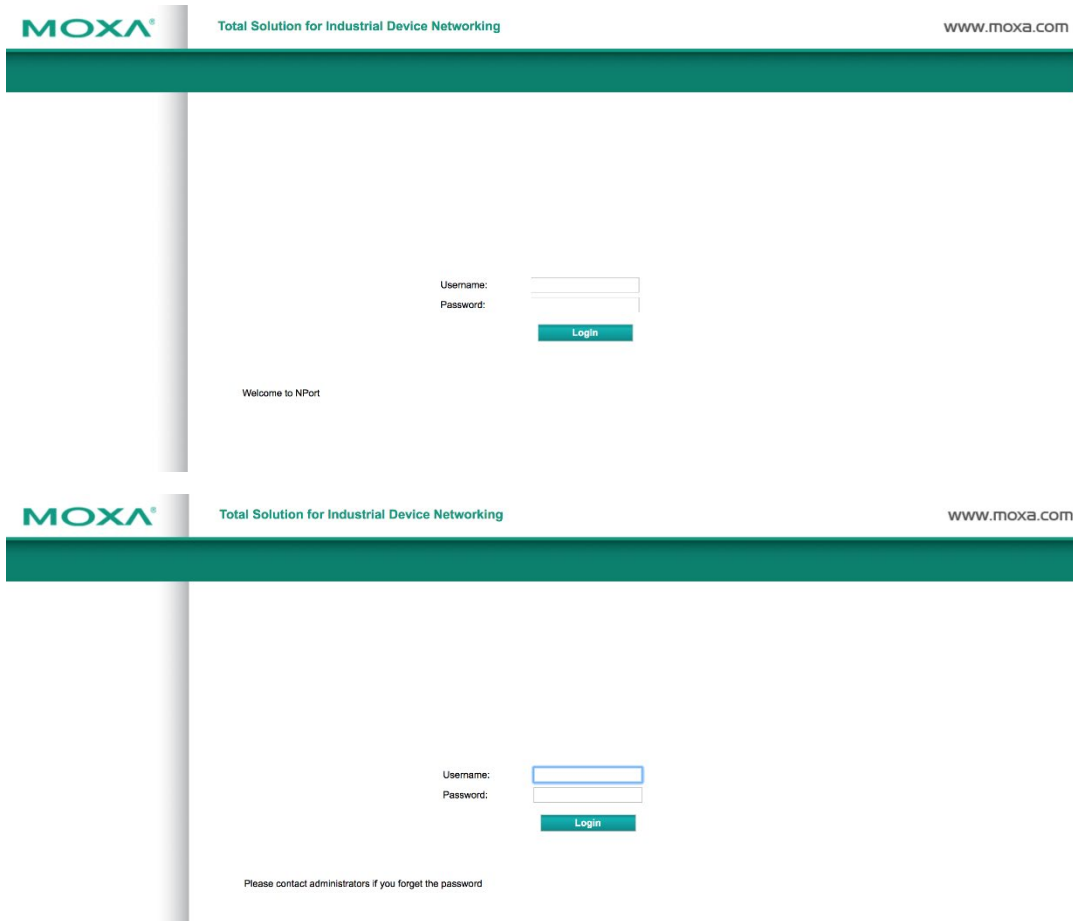 MOXA® Total Solution for Industrial Device Networking www.moxa.com
Username:
Password:
Login
Welcome to NPort
MOXA® Total Solution for Industrial Device Networking www.moxa.com
Username:
Password:
Login
Please contact administrators if you forget the password